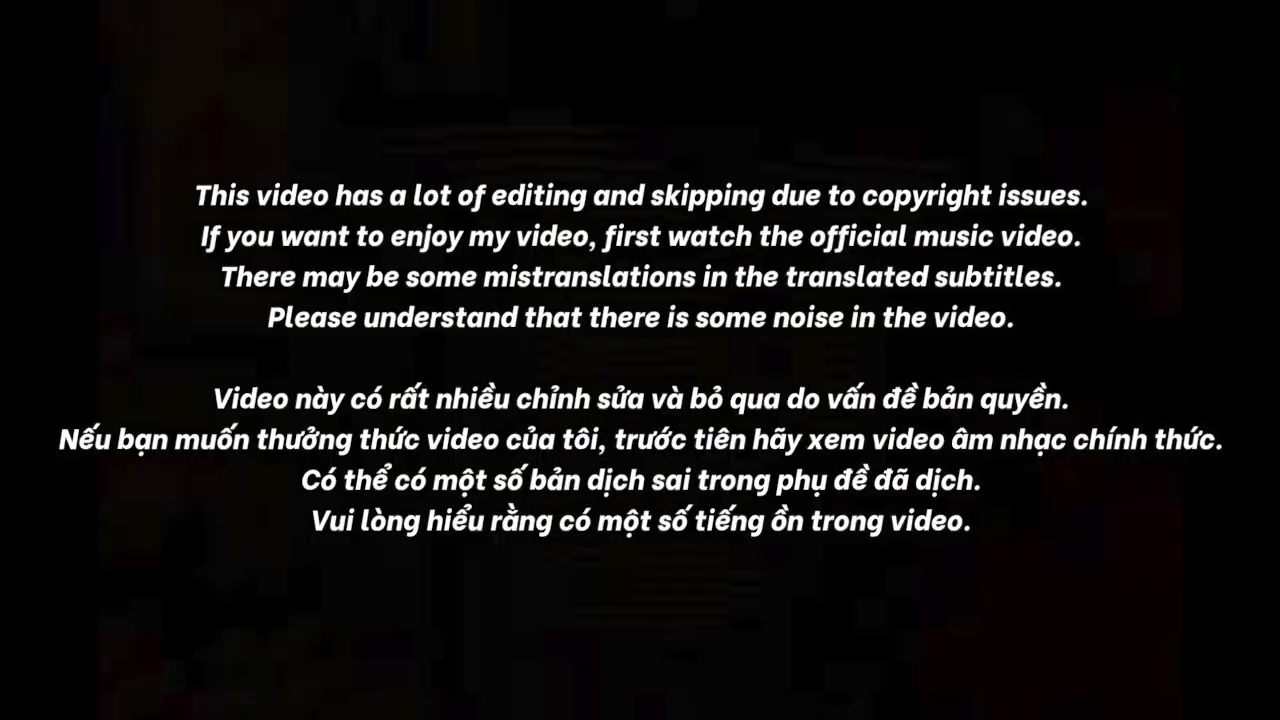 This video has a lot of editing and skipping due to copyright issues.
If you want to enjoy my video, first watch the official music video.
There may be some mistranslations in the translated subtitles.
Please understand that there is some noise in the video.
Video này có rất nhiều chỉnh sửa và bỏ qua do vấn đề bản quyền.
Nếu bạn muốn thưởng thức video của tôi, trước tiên hãy xem video âm nhạc chính thức.
Có thể có một số bản dịch sai trong phụ đề đã dịch.
Vui lòng hiểu rằng có một số tiếng ồn trong video.